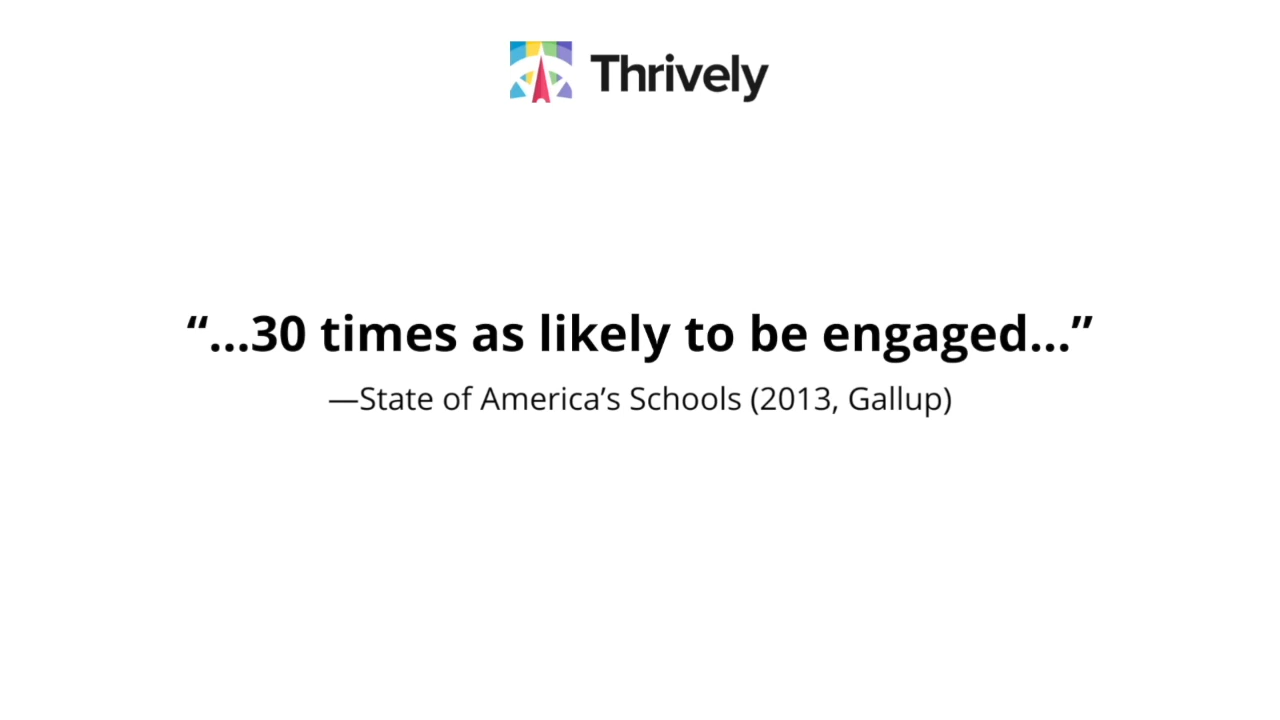 Thrively
“...30 times as likely to be engaged...”
—State of America’s Schools (2013, Gallup)